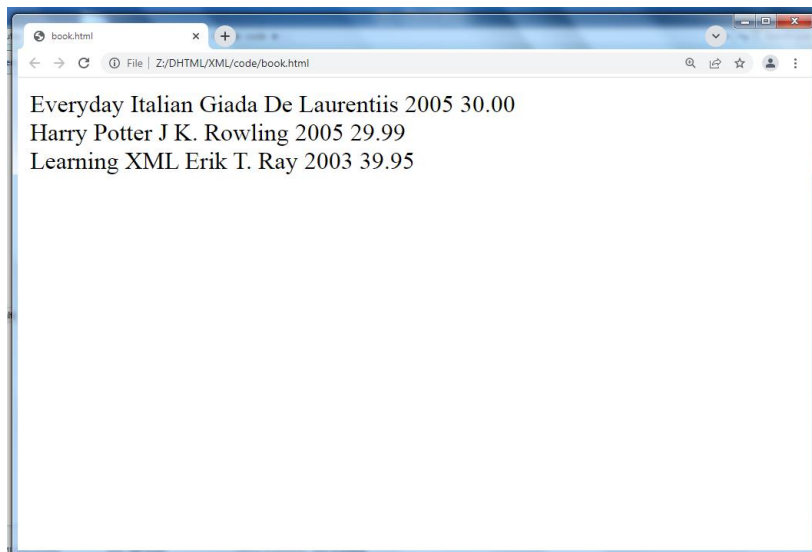 book.html
File | Z:/DHTML/XML/code/book.html
Everyday Italian Giada De Laurentiis 2005 30.00
Harry Potter J K. Rowling 2005 29.99
Learning XML Erik T. Ray 2003 39.95